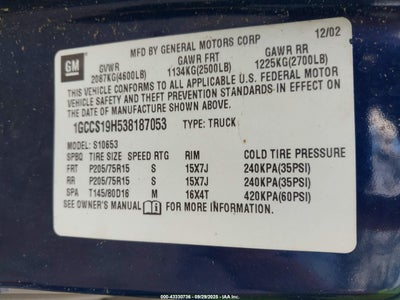 12/02
GM
MFD BY GENERAL MOTORS CORP
GVWR GAWR FRT GAWR RR
2087KG(4600LB) 1134KG(2500LB) 1225KG(2700LB)
THIS VEHICLE CONFORMS TO ALL APPLICABLE U.S. FEDERAL MOTOR
VEHICLE SAFETY AND THEFT PREVENTION STANDARDS IN EFFECT ON
THE DATE OF MANUFACTURE SHOWN ABOVE.
1GCCS19H538187053 TYPE: TRUCK
MODEL: S10653
SPBQ TIRE SIZE SPEED RTG RIM COLD TIRE PRESSURE
FRT P205/75R15 S 15X7J 240KPA(35PSI)
RR P205/75R15 S 15X7J 240KPA(35PSI)
SPA T145/80D16 M 16X4T 420KPA(60PSI)
SEE OWNER'S MANUAL FOR MORE INFORMATION.
(000-43330736 - 09/29/2025 - IAA Inc.)